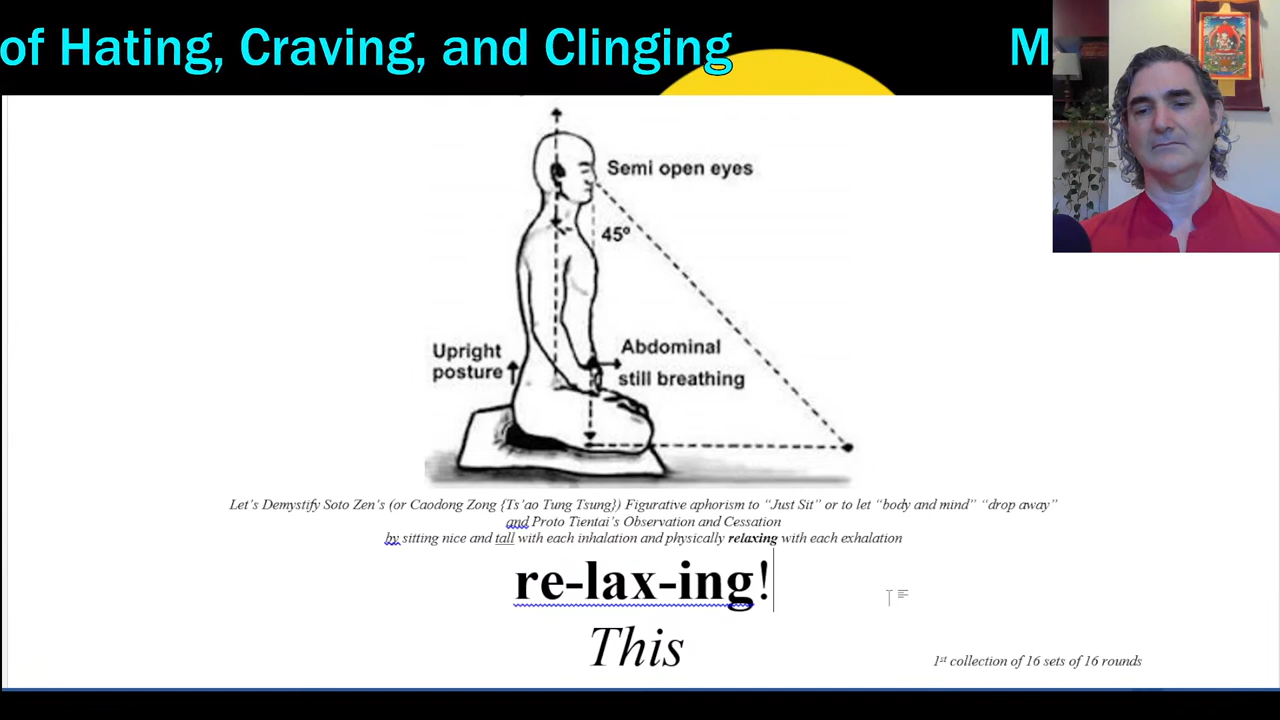 of Hating, Craving, and Clinging
M
Semi open eyes
45º
Upright
posture
Abdominal
still breathing
Let's Demystify Soto Zen's (or Caodong Zong {Ts'ao Tung Tsung}) Figurative aphorism to “Just Sit” or to let “body and mind” “drop away”
and Proto Tientai's Observation and Cessation
by sitting nice and tall with each inhalation and physically relaxing with each exhalation
re-lax-ing!
This
1st collection of 16 sets of 16 rounds